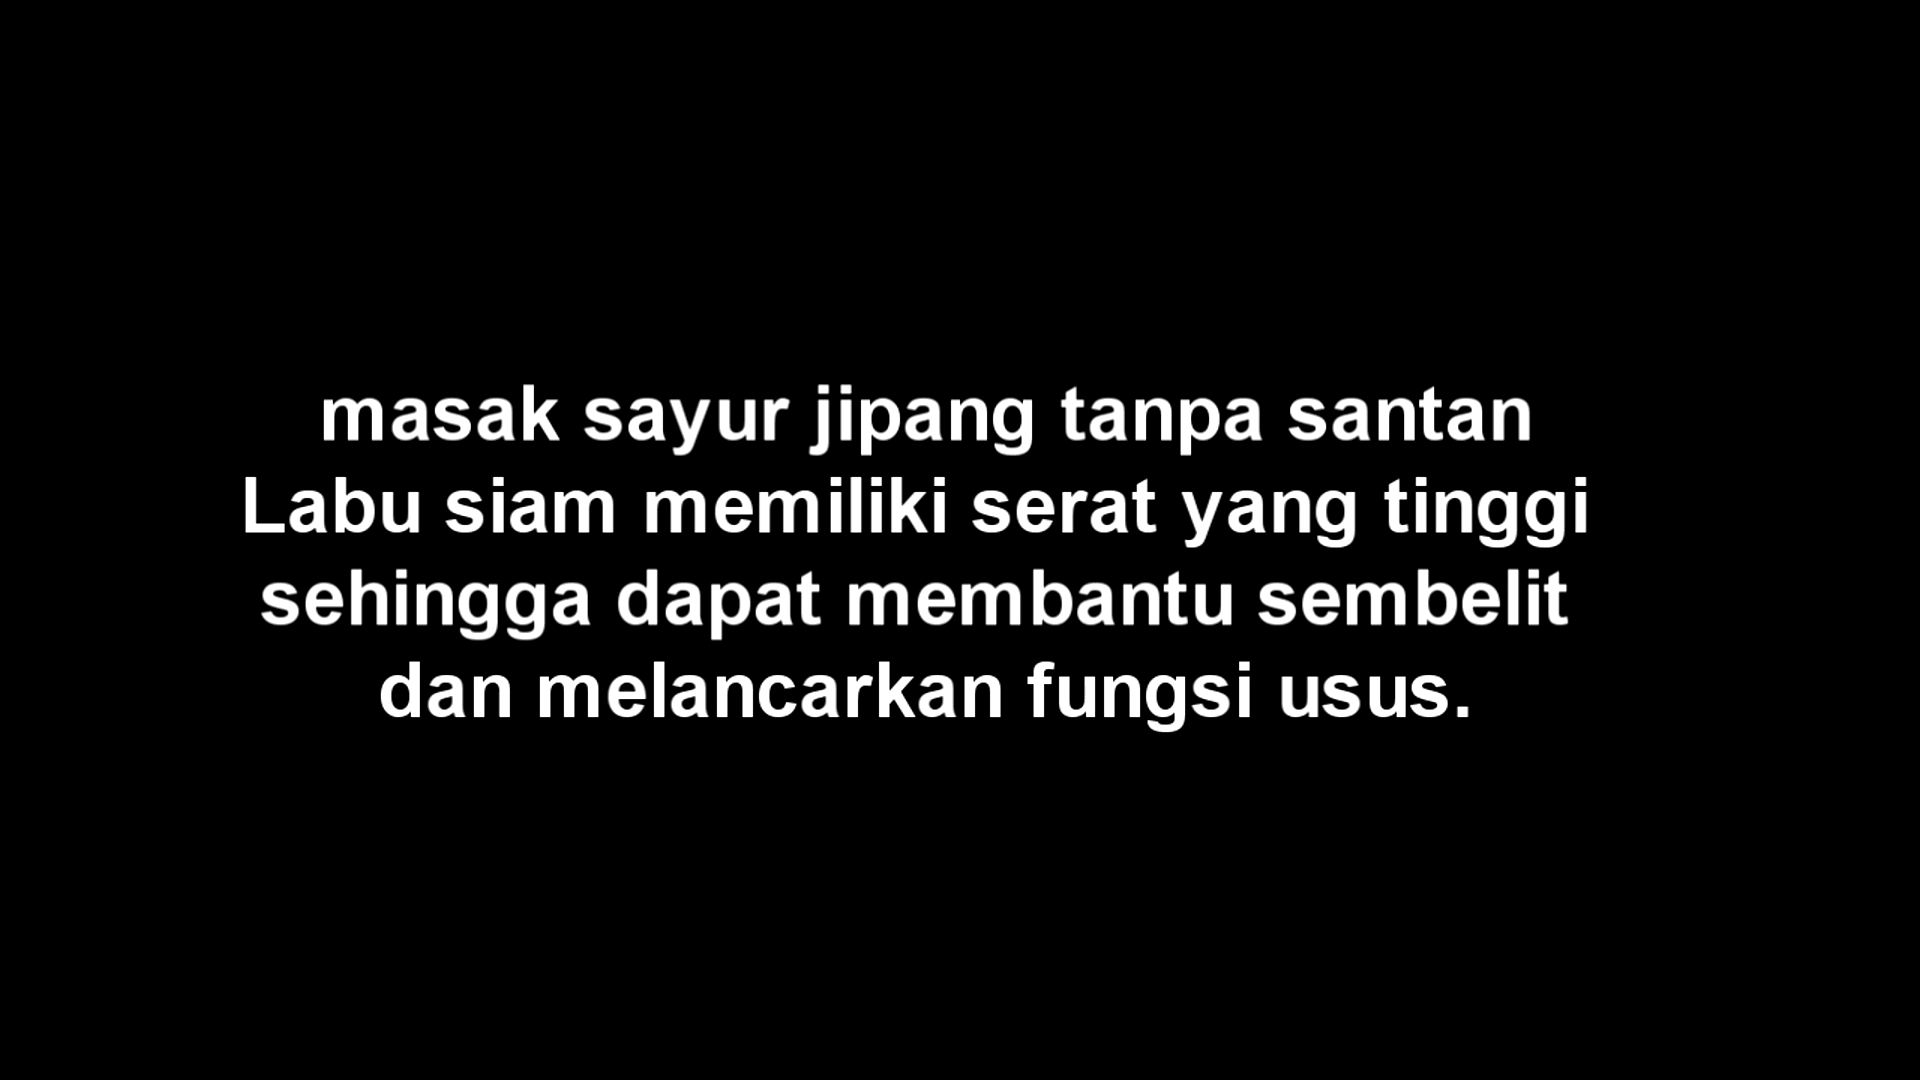 masak sayur jipang tanpa santan
Labu siam memiliki serat yang tinggi
sehingga dapat membantu sembelit
dan melancarkan fungsi usus.